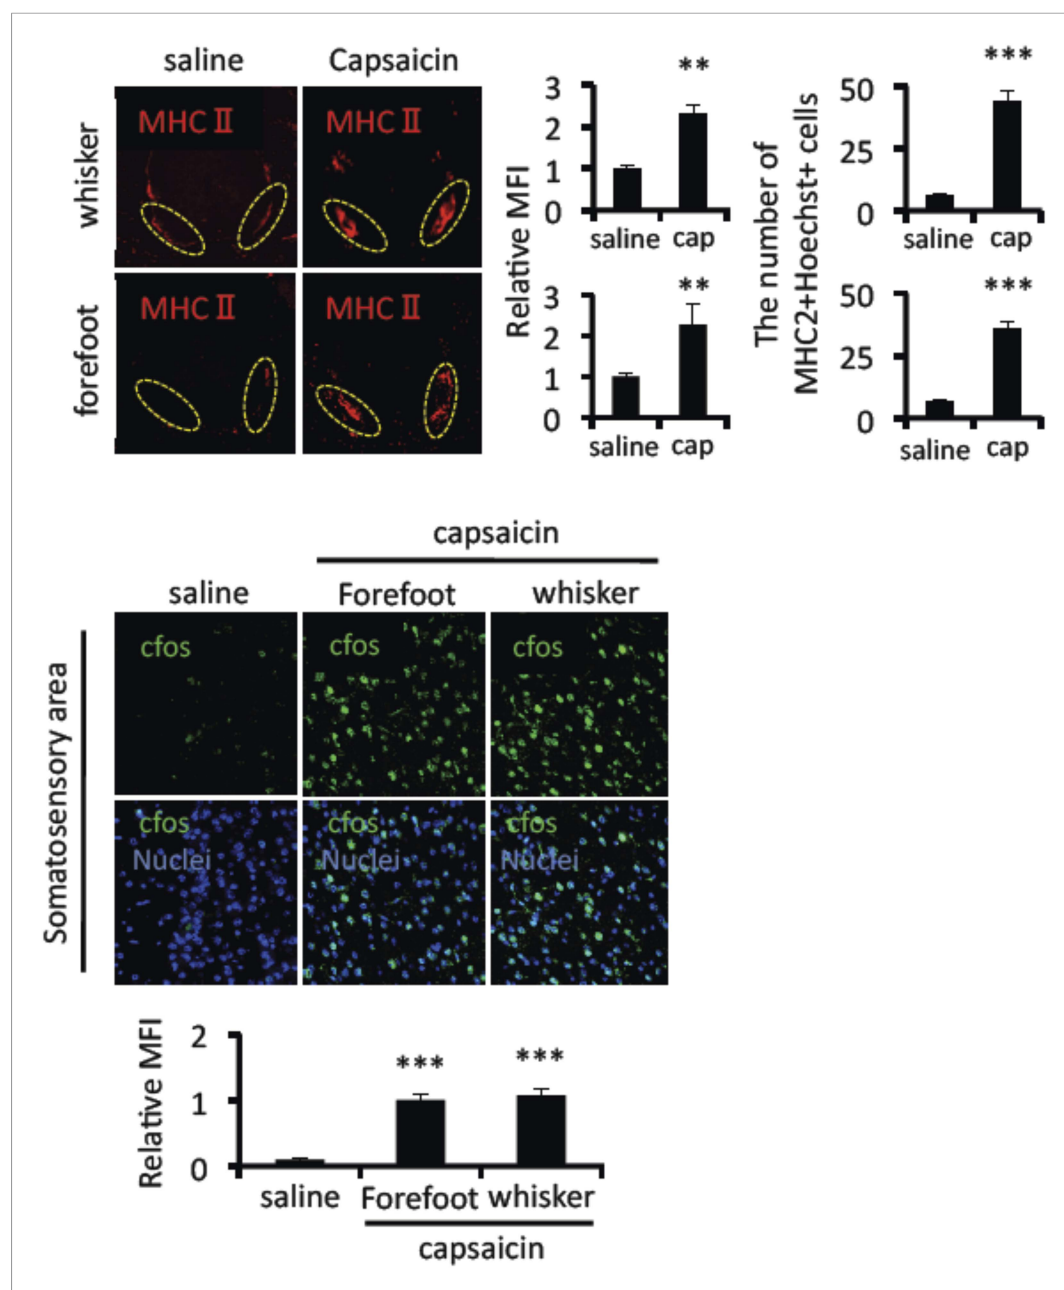 saline Capsaicin
whisker
MHC Ⅱ MHC Ⅱ
forefoot
MHC Ⅱ MHC Ⅱ
Relative MFI
**
3
2
1
0
saline cap
**
3
2
1
0
saline cap
The number of
MHC2+Hoechst+ cells
***
50
25
0
saline cap
***
50
25
0
saline cap
capsaicin
saline Forefoot whisker
Somatosensory area
cfos cfos cfos
cfos cfos cfos
Nuclei Nuclei Nuclei
Relative MFI
2
1
0
*** ***
saline Forefoot whisker
capsaicin